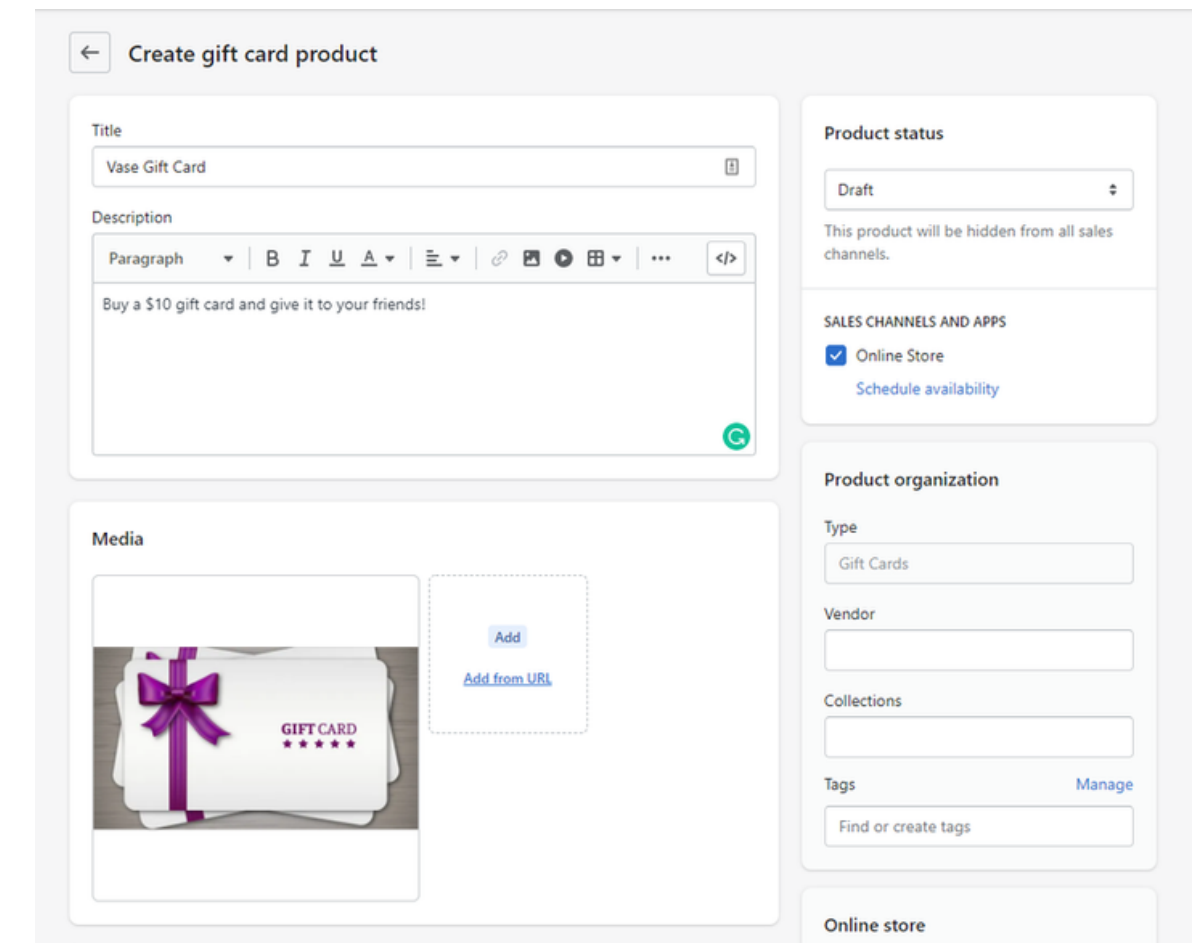 Create gift card product
Title
Vase Gift Card
Description
Paragraph
B I U A
</>
Buy a $10 gift card and give it to your friends!
Media
GIFT CARD
Add
Add from URL
Product status
Draft
This product will be hidden from all sales
channels.
SALES CHANNELS AND APPS
Online Store
Schedule availability
Product organization
Type
Gift Cards
Vendor
Collections
Tags
Manage
Find or create tags
Online store